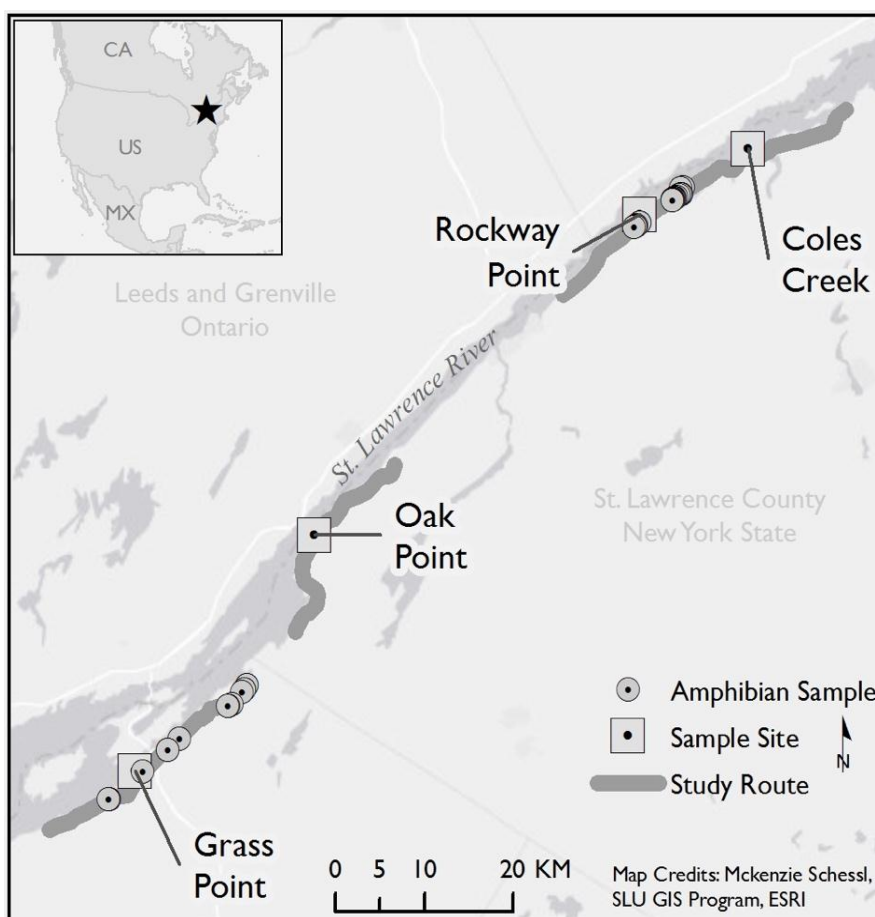 CA
US
MX
Rockway
Point
Coles
Creek
Leeds and Grenville
Ontario
St. Lawrence River
Oak
Point
St. Lawrence County
New York State
Amphibian Sample
Sample Site
N
Study Route
Grass
Point
0 5 10 20 KM
Map Credits: Mckenzie Schessl,
SLU GIS Program, ESRI